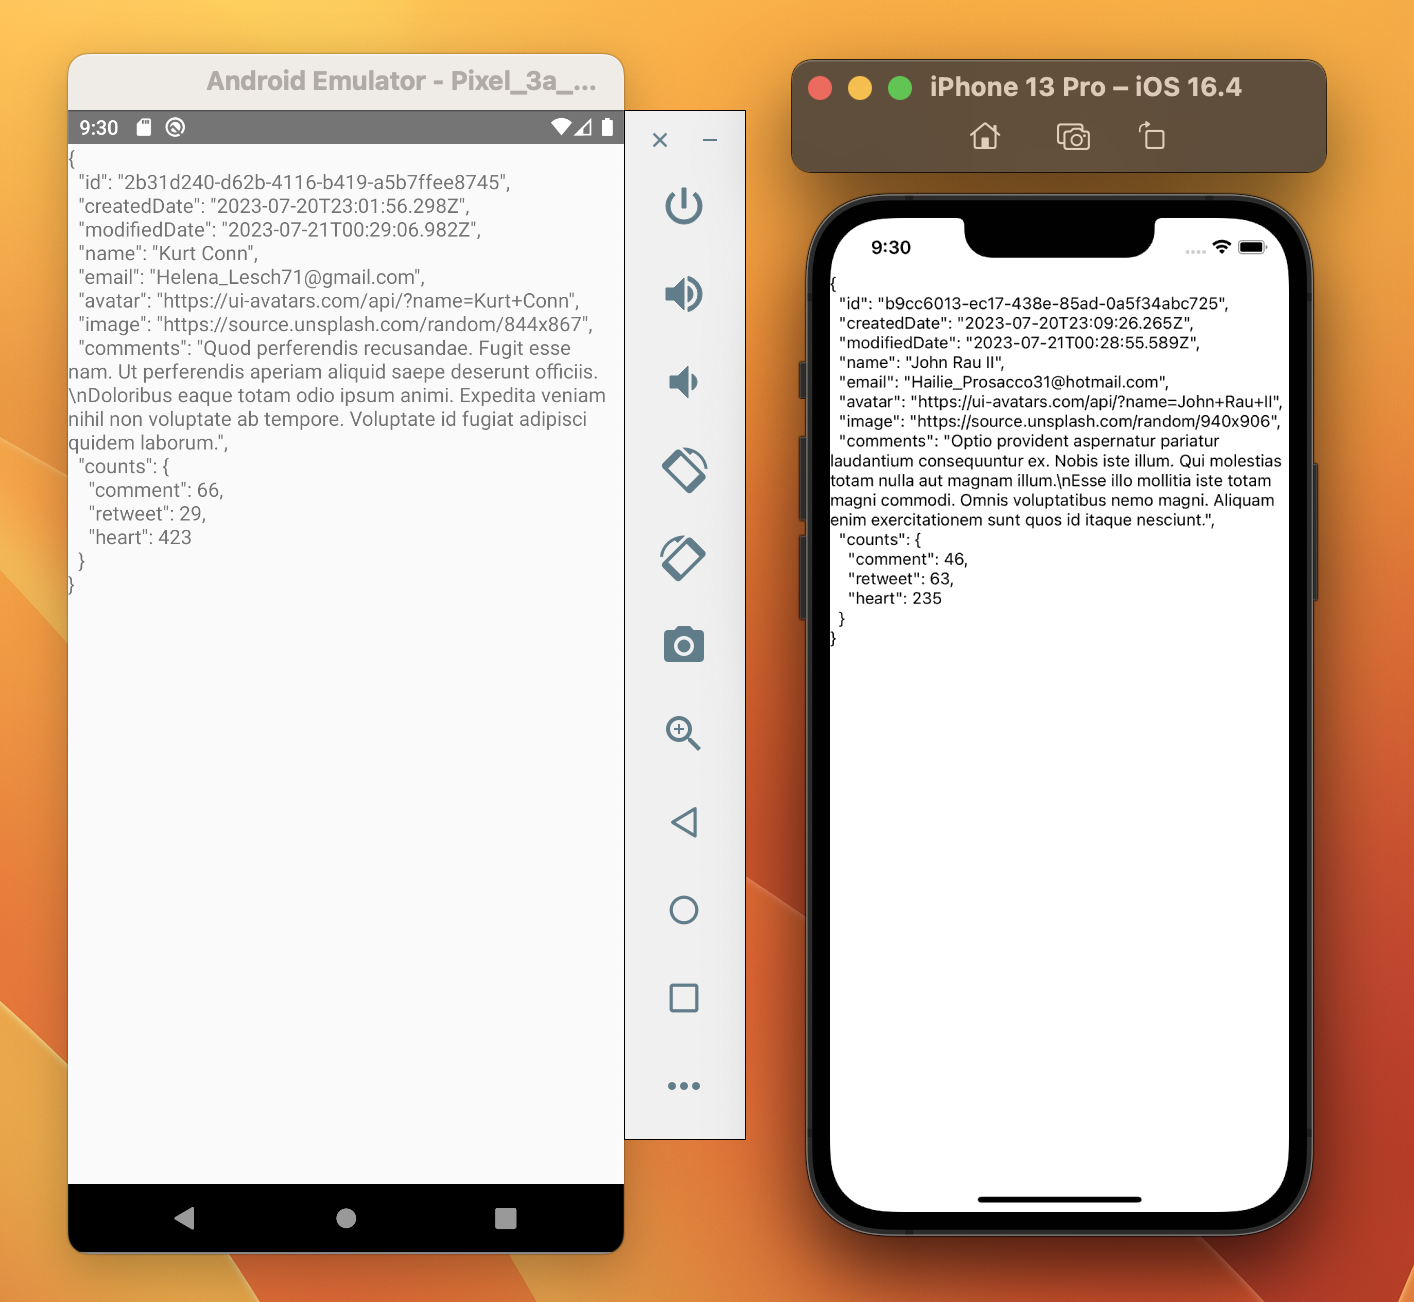 Android Emulator - Pixel_3a_...
9:30
{
"id": "2b31d240-d62b-4116-b419-a5b7ffee8745",
"createdDate": "2023-07-20T23:01:56.298Z",
"modifiedDate": "2023-07-21T00:29:06.982Z",
"name": "Kurt Conn",
"email": "Helena_Lesch71@gmail.com",
"avatar": "https://ui-avatars.com/api/?name=Kurt+Conn",
"image": "https://source.unsplash.com/random/844x867",
"comments": "Quod perferendis recusandae. Fugit esse
nam. Ut perferendis aperiam aliquid saepe deserunt officiis.
\nDoloribus eaque totam odio ipsum animi. Expedita veniam
nihil non voluptate ab tempore. Voluptate id fugiat adipisci
quidem laborum.",
"counts": {
"comment": 66,
"retweet": 29,
"heart": 423
}
}
iPhone 13 Pro – iOS 16.4
9:30
{
"id": "b9cc6013-ec17-438e-85ad-0a5f34abc725",
"createdDate": "2023-07-20T23:09:26.265Z",
"modifiedDate": "2023-07-21T00:28:55.589Z",
"name": "John Rau II",
"email": "Hailie_Prosacco31@hotmail.com",
"avatar": "https://ui-avatars.com/api/?name=John+Rau+II",
"image": "https://source.unsplash.com/random/940x906",
"comments": "Optio provident aspernatur pariatur
laudantium consequuntur ex. Nobis iste illum. Qui molestias
totam nulla aut magnam illum.\nEsse illo mollitia iste totam
magni commodi. Omnis voluptatibus nemo magni. Aliquam
enim exercitationem sunt quos id itaque nesciunt.",
"counts": {
"comment": 46,
"retweet": 63,
"heart": 235
}
}